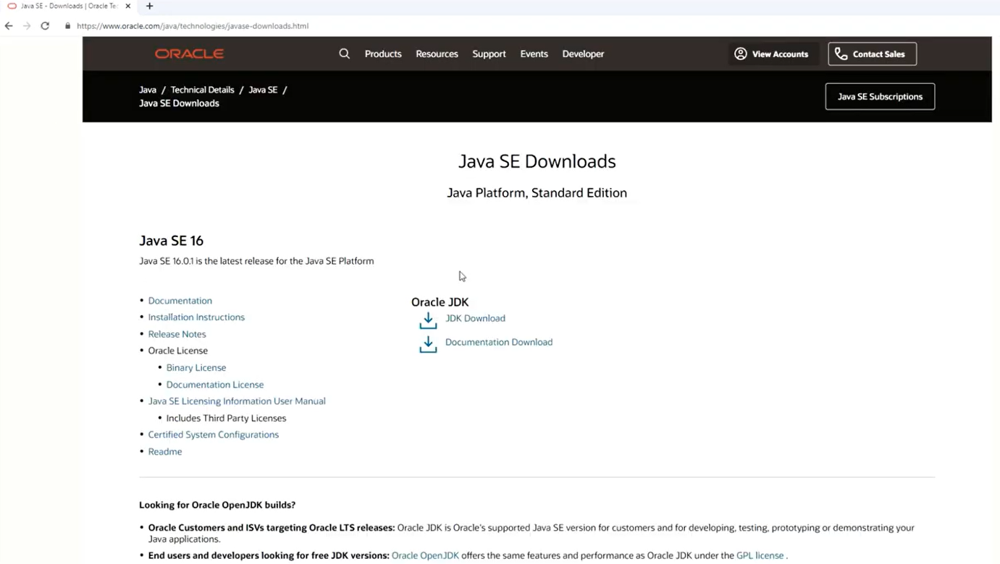 Java SE - Downloads | Oracle Te
https://www.oracle.com/java/technologies/javase-downloads.html
ORACLE
Products Resources Support Events Developer
View Accounts
Contact Sales
Java / Technical Details / Java SE /
Java SE Downloads
Java SE Subscriptions
Java SE Downloads
Java Platform, Standard Edition
Java SE 16
Java SE 16.0.1 is the latest release for the Java SE Platform
• Documentation
• Installation Instructions
• Release Notes
• Oracle License
• Binary License
• Documentation License
• Java SE Licensing Information User Manual
• Includes Third Party Licenses
• Certified System Configurations
• Readme
Oracle JDK
JDK Download
Documentation Download
Looking for Oracle OpenJDK builds?
• Oracle Customers and ISVs targeting Oracle LTS releases: Oracle JDK is Oracle's supported Java SE version for customers and for developing, testing, prototyping or demonstrating your
Java applications.
• End users and developers looking for free JDK versions: Oracle OpenJDK offers the same features and performance as Oracle JDK under the GPL license .